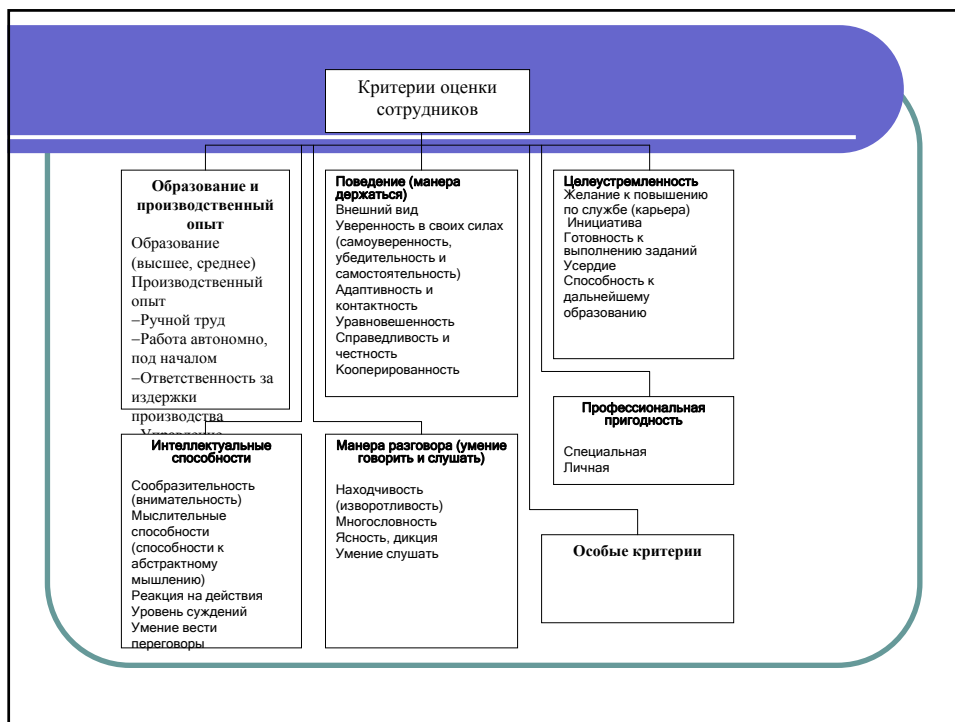 Критерии оценки
сотрудников
Образование и
производственный
опыт
Образование
(высшее, среднее)
Производственный
опыт
–Ручной труд
–Работа автономно,
под началом
–Ответственность за
издержки
производства
Поведение (манера
держаться)
Внешний вид
Уверенность в своих силах
(самоуверенность,
убедительность и
самостоятельность)
Адаптивность и
контактность
Уравновешенность
Справедливость и
честность
Кооперированность
Целеустремленность
Желание к повышению
по службе (карьера)
Инициатива
Готовность к
выполнению заданий
Усердие
Способность к
дальнейшему
образованию
Интеллектуальные
способности
Сообразительность
(внимательность)
Мыслительные
способности
(способности к
абстрактному
мышлению)
Реакция на действия
Уровень суждений
Умение вести
переговоры
Манера разговора (умение
говорить и слушать)
Находчивость
(изворотливость)
Многословность
Ясность, дикция
Умение слушать
Профессиональная
пригодность
Специальная
Личная
Особые критерии